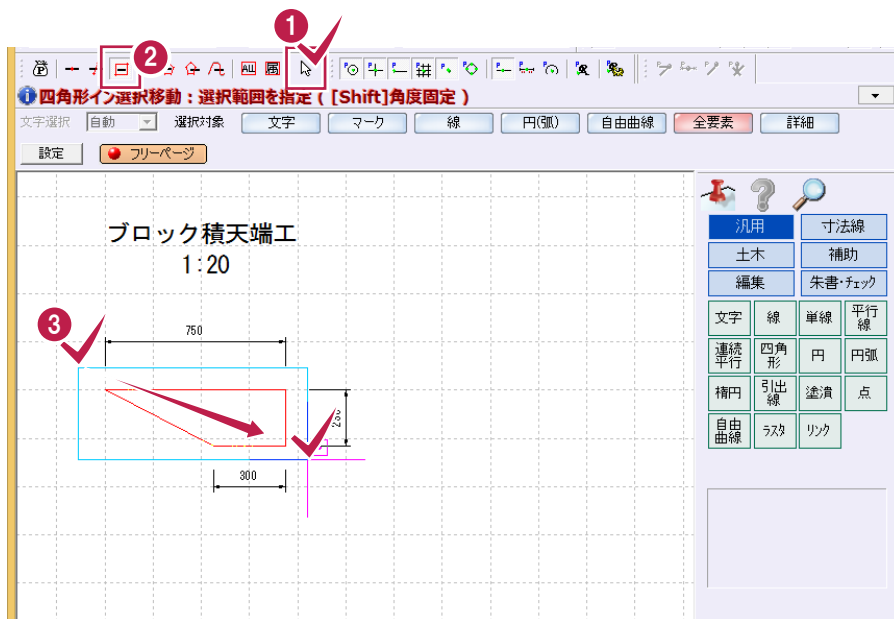 1
2
ALL
四角形イン選択移動：選択範囲を指定（ [Shift]角度固定 ）
文字選択 自動 選択対象 文字 マーク 線 円(弧) 自由曲線 全要素 詳細
設定 フリーページ
ブロック積天端工
1:20
3
750
300
汎用 寸法線
土木 補助
編集 朱書・チェック
文字 線 単線 平行線
連続平行 四角形 円 円弧
楕円 引出線 塗潰 点
自由曲線 ラスタ リンク